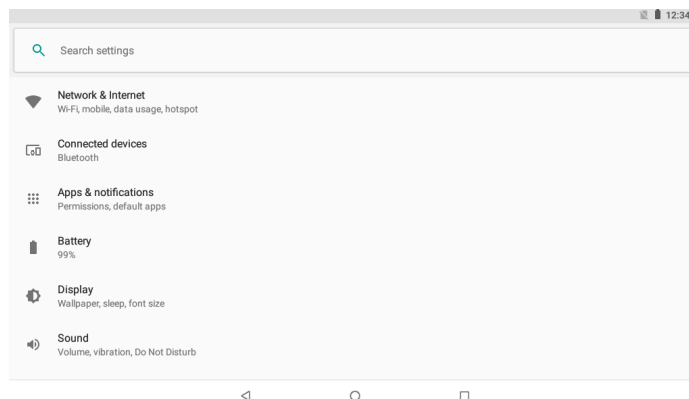 12:34
Search settings
Network & Internet
Wi-Fi, mobile, data usage, hotspot
Connected devices
Bluetooth
Apps & notifications
Permissions, default apps
Battery
99%
Display
Wallpaper, sleep, font size
Sound
Volume, vibration, Do Not Disturb